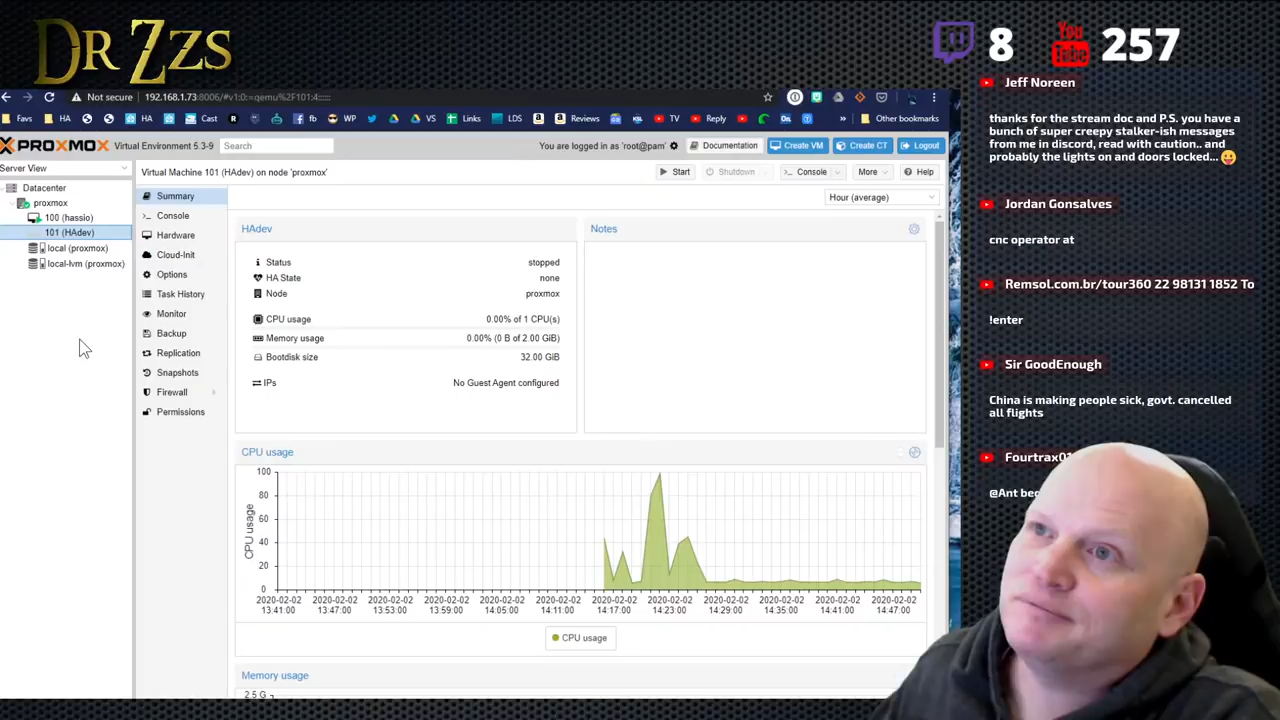 DR ZZS
8
You Tube
257
Not secure
192.168.1.73:8006/#v1:0:=qemu%2F101:4::::::
Favs
HA
HA
Cast
R
fb
WP
VS
Links
LDS
Reviews
KSL
TV
Reply
Other bookmarks
PROXMOX
Virtual Environment 5.3-9
Search
You are logged in as 'root@pam'
Documentation
Create VM
Create CT
Logout
Server View
Datacenter
proxmox
100 (hassio)
101 (HAdev)
local (proxmox)
local-lvm (proxmox)
Virtual Machine 101 (HAdev) on node 'proxmox'
Start
Shutdown
Console
More
Help
Summary
Console
Hardware
Cloud-Init
Options
Task History
Monitor
Backup
Replication
Snapshots
Firewall
Permissions
Hour (average)
HAdev
Status
stopped
HA State
none
Node
proxmox
CPU usage
0.00% of 1 CPU(s)
Memory usage
0.00% (0 B of 2.00 GiB)
Bootdisk size
32.00 GiB
IPs
No Guest Agent configured
Notes
CPU usage
100
80
60
40
20
0
CPU usage
2020-02-02 13:41:00
2020-02-02 13:47:00
2020-02-02 13:53:00
2020-02-02 13:59:00
2020-02-02 14:05:00
2020-02-02 14:11:00
2020-02-02 14:17:00
2020-02-02 14:23:00
2020-02-02 14:29:00
2020-02-02 14:35:00
2020-02-02 14:41:00
2020-02-02 14:47:00
CPU usage
Memory usage
2.5 G
Jeff Noreen
thanks for the stream doc and P.S. you have a
bunch of super creepy stalker-ish messages
from me in discord, read with caution.. and
probably the lights on and doors locked...
Jordan Gonsalves
cnc operator at
Remsol.com.br/tour360 22 98131 1852 To
!enter
Sir GoodEnough
China is making people sick, govt. cancelled
all flights
@Ant